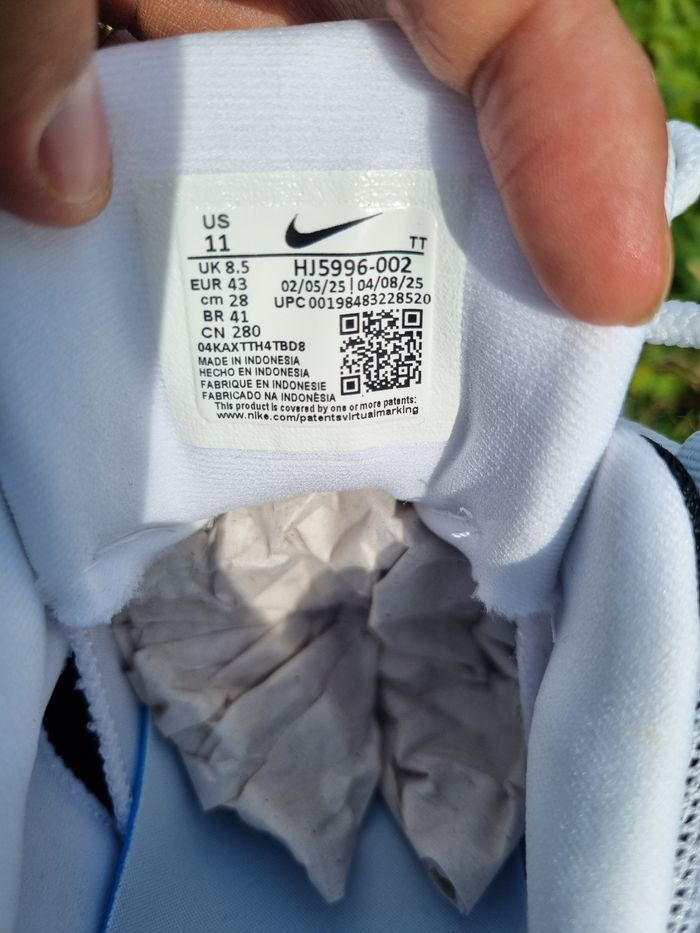 US
11
TT
UK 8.5
EUR 43
cm 28
BR 41
CN 280
HJ5996-002
02/05/25 | 04/08/25
UPC 00198483228520
04KAXTTH4TBD8
MADE IN INDONESIA
HECHO EN INDONESIA
FABRIQUE EN INDONESIE
FABRICADO NA INDONÈSIA
This product is covered by one or more patents:
www.nike.com/patentsvirtualmarking